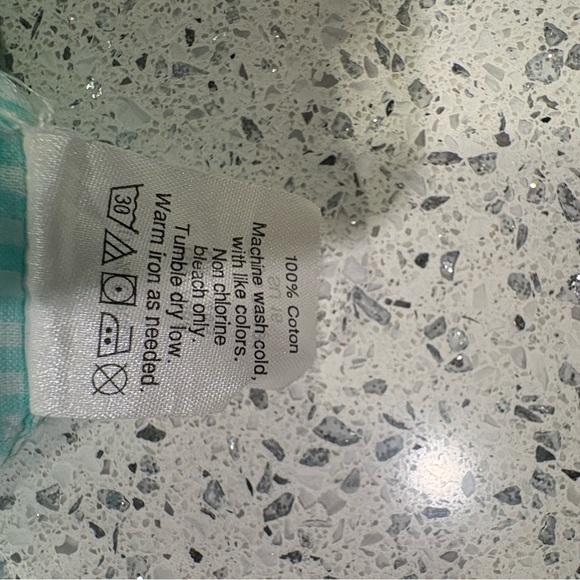 100% Coton
Machine wash cold,
with like colors.
Non chlorine
bleach only.
Tumble dry low.
Warm iron as needed.
30